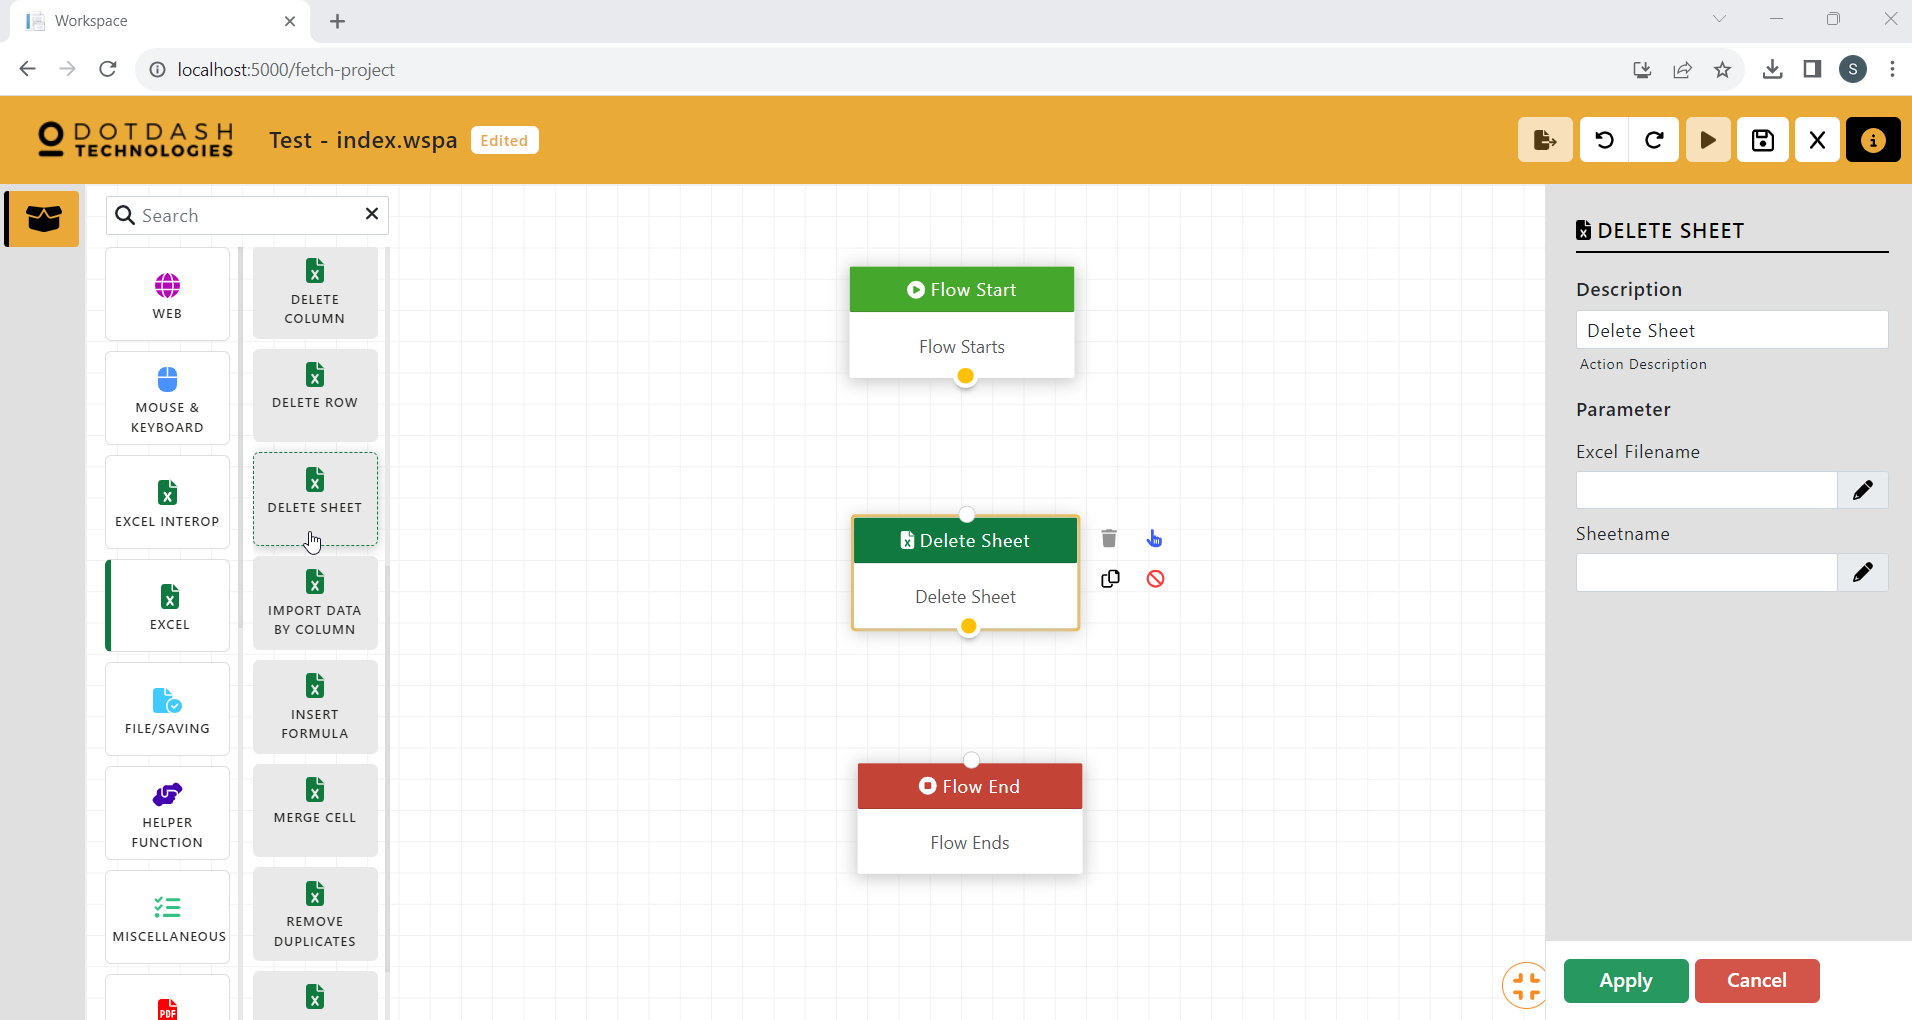 Workspace
localhost:5000/fetch-project
S
DOTDASH
TECHNOLOGIES
Test - index.wspa
Edited
Search
WEB
MOUSE &
KEYBOARD
EXCEL INTEROP
EXCEL
FILE/SAVING
HELPER
FUNCTION
MISCELLANEOUS
PDF
DELETE
COLUMN
DELETE ROW
DELETE SHEET
IMPORT DATA
BY COLUMN
INSERT
FORMULA
MERGE CELL
REMOVE
DUPLICATES
Flow Start
Flow Starts
Delete Sheet
Delete Sheet
Flow End
Flow Ends
DELETE SHEET
Description
Delete Sheet
Action Description
Parameter
Excel Filename
Sheetname
Apply
Cancel